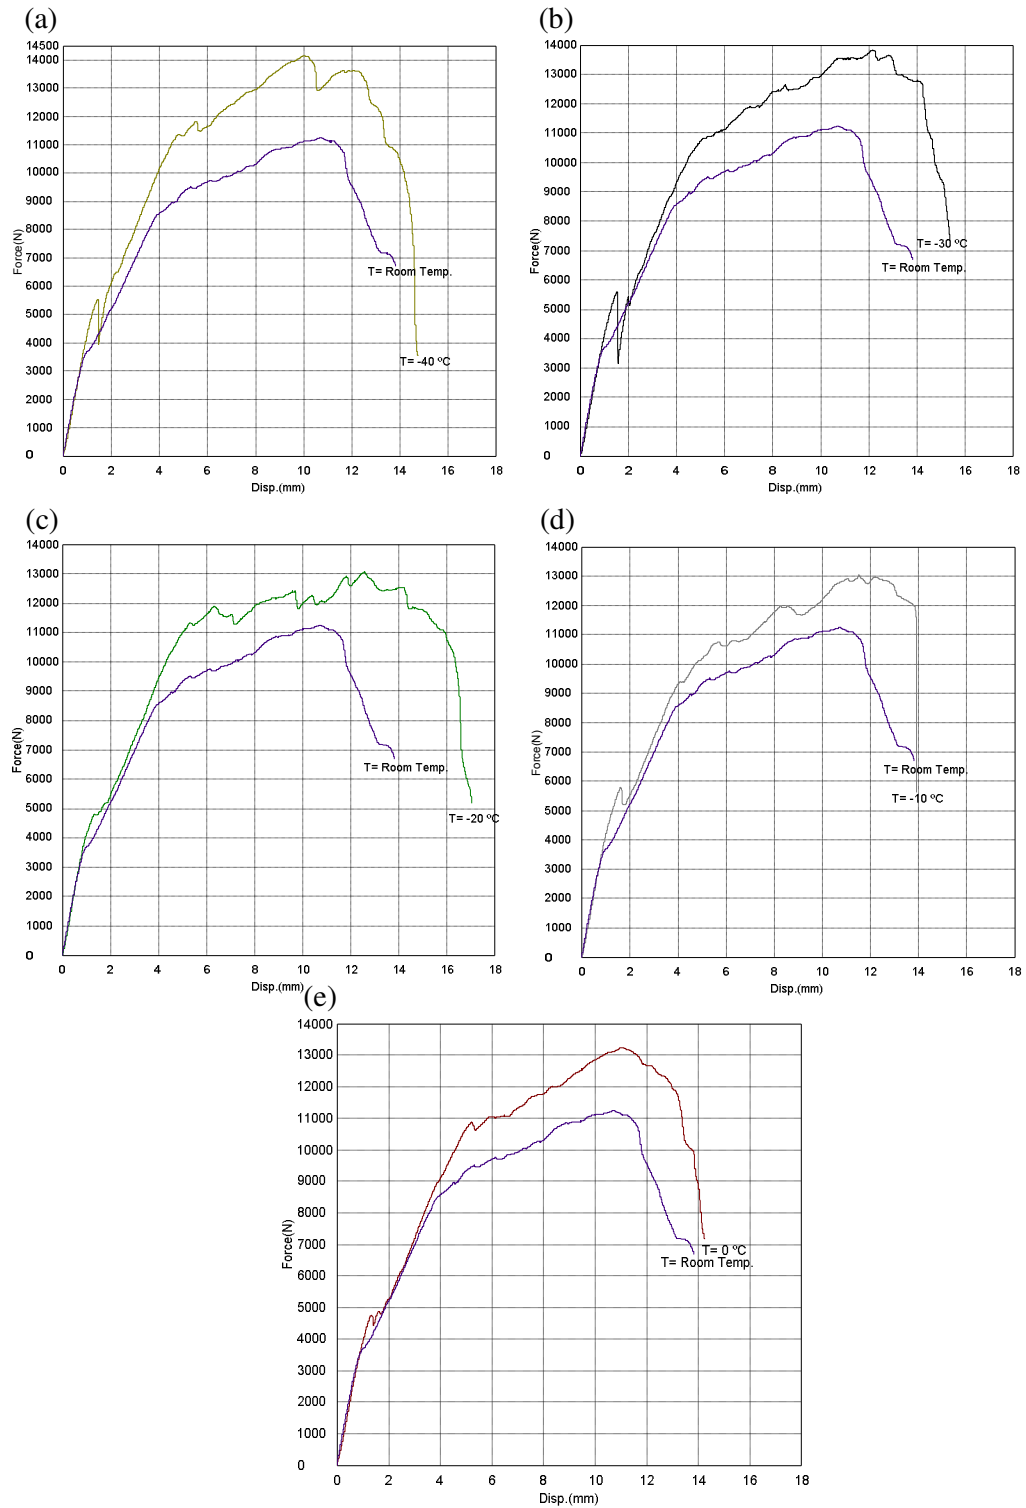 (a)
14500
14000
13000
12000
11000
10000
9000
8000
7000
6000
5000
4000
3000
2000
1000
0
Force(N)
T= Room Temp.
T= -40 ºC
0 2 4 6 8 10 12 14 16 18
Disp.(mm)
(b)
14000
13000
12000
11000
10000
9000
8000
7000
6000
5000
4000
3000
2000
1000
0
Force(N)
T= -30 ºC
T= Room Temp.
0 2 4 6 8 10 12 14 16 18
Disp.(mm)
(c)
14000
13000
12000
11000
10000
9000
8000
7000
6000
5000
4000
3000
2000
1000
0
Force(N)
T= Room Temp.
T= -20 ºC
0 2 4 6 8 10 12 14 16 18
Disp.(mm)
(d)
14000
13000
12000
11000
10000
9000
8000
7000
6000
5000
4000
3000
2000
1000
0
Force(N)
T= Room Temp.
T= -10 ºC
0 2 4 6 8 10 12 14 16 18
Disp.(mm)
(e)
14000
13000
12000
11000
10000
9000
8000
7000
6000
5000
4000
3000
2000
1000
0
Force(N)
T= 0 ºC
T= Room Temp.
0 2 4 6 8 10 12 14 16 18
Disp.(mm)